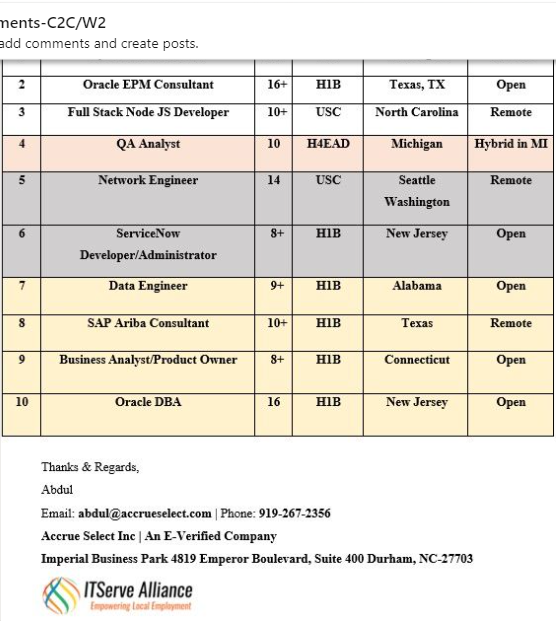 ments-C2C/W2
add comments and create posts.
2 Oracle EPM Consultant 16+ H1B Texas, TX Open
3 Full Stack Node JS Developer 10+ USC North Carolina Remote
4 QA Analyst 10 H4EAD Michigan Hybrid in MI
5 Network Engineer 14 USC Seattle Remote
Washington
6 ServiceNow 8+ H1B New Jersey Open
Developer/Administrator
7 Data Engineer 9+ H1B Alabama Open
8 SAP Ariba Consultant 10+ H1B Texas Remote
9 Business Analyst/Product Owner 8+ H1B Connecticut Open
10 Oracle DBA 16 H1B New Jersey Open
Thanks & Regards,
Abdul
Email: abdul@accrueselect.com | Phone: 919-267-2356
Accrue Select Inc | An E-Verified Company
Imperial Business Park 4819 Emperor Boulevard, Suite 400 Durham, NC-27703
ITServe Alliance
Empowering Local Employment